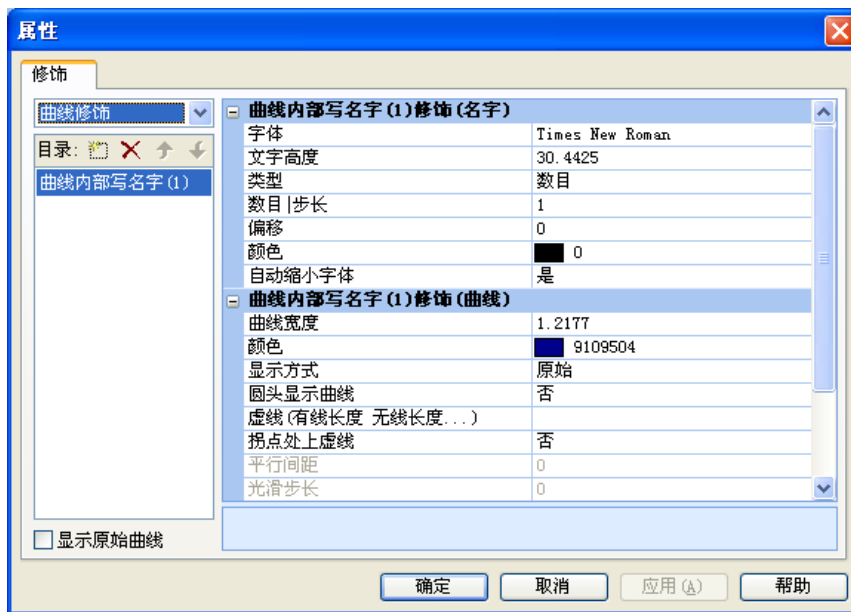 属性
修饰
曲线修饰
目录:
曲线内部写名字(1)
曲线内部写名字(1)修饰(名字)
字体 Times New Roman
文字高度 30.4425
类型 数目
数目|步长 1
偏移 0
颜色 0
自动缩小字体 是
曲线内部写名字(1)修饰(曲线)
曲线宽度 1.2177
颜色 9109504
显示方式 原始
圆头显示曲线 否
虚线(有线长度 无线长度...)
拐点处上虚线 否
平行间距 0
光滑步长 0
显示原始曲线
确定 取消 应用(A) 帮助